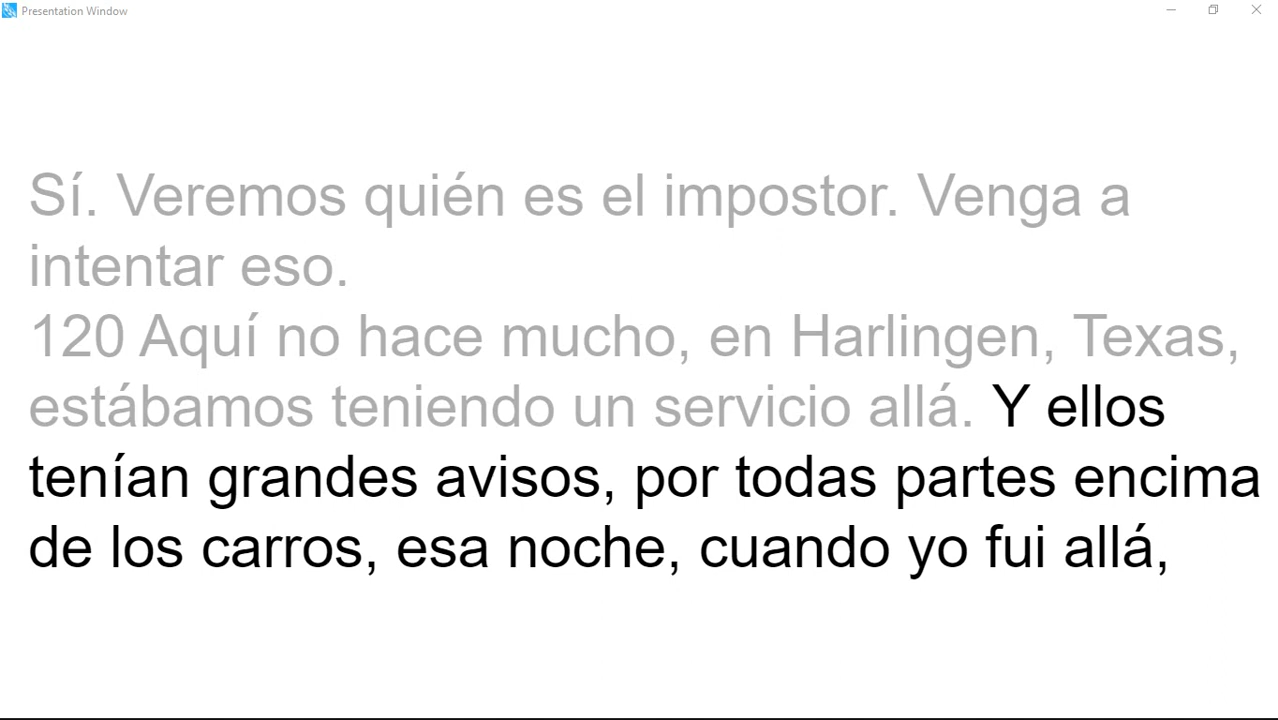 Presentation Window
Sí. Veremos quién es el impostor. Venga a
intentar eso.
120 Aquí no hace mucho, en Harlingen, Texas,
estábamos teniendo un servicio allá. Y ellos
tenían grandes avisos, por todas partes encima
de los carros, esa noche, cuando yo fui allá,